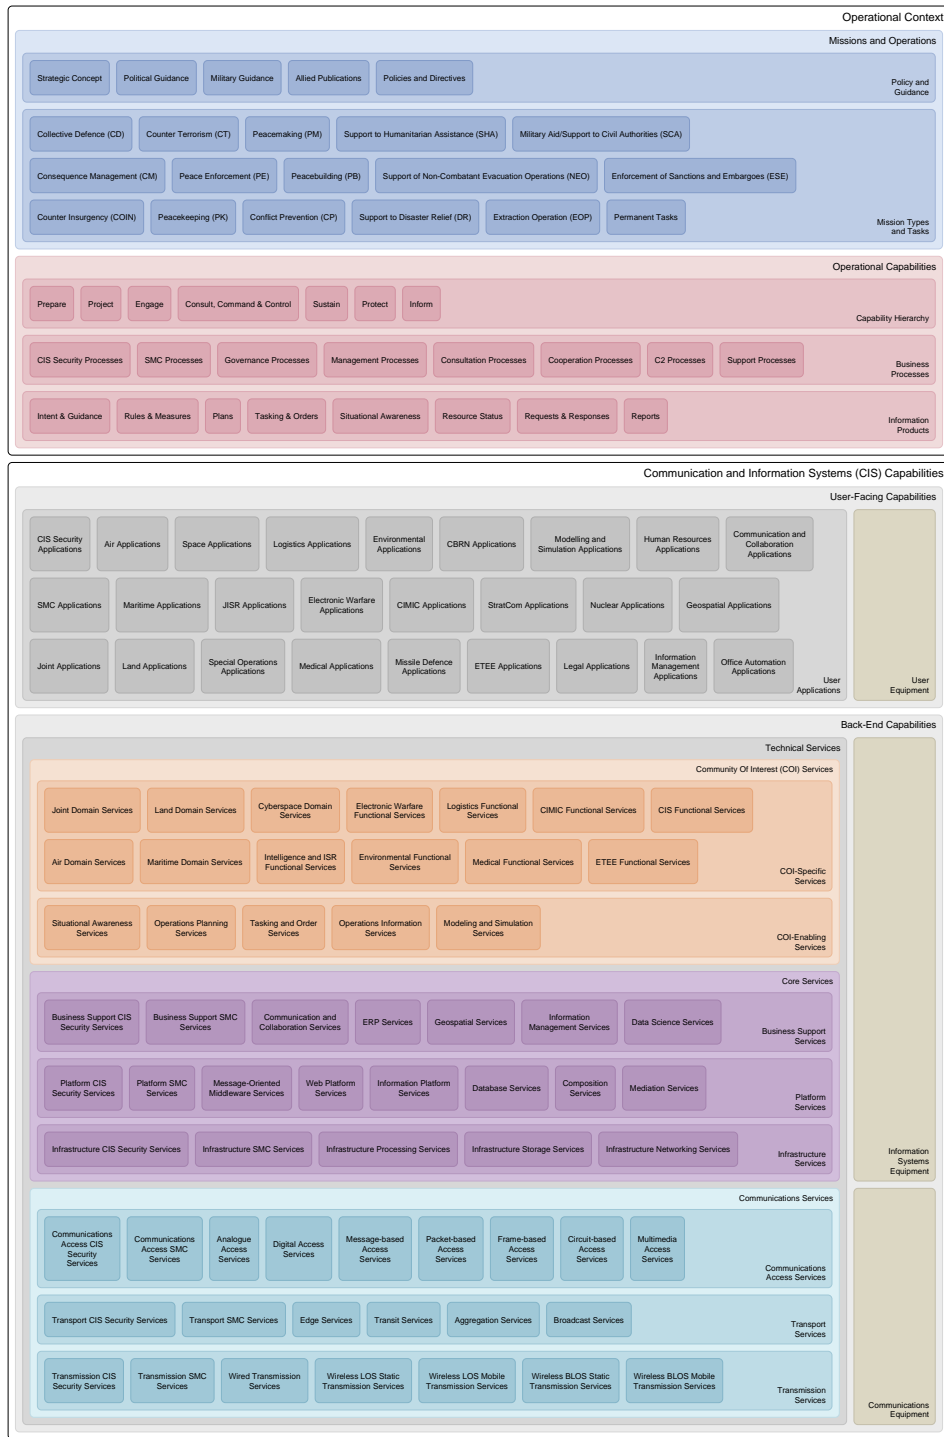 Operational Context
Missions and Operations
Strategic Concept
Political Guidance
Military Guidance
Allied Publications
Policies and Directives
Policy and
Guidance
Collective Defence (CD)
Counter Terrorism (CT)
Peacemaking (PM)
Support to Humanitarian Assistance (SHA)
Military Aid/Support to Civil Authorities (SCA)
Consequence Management (CM)
Peace Enforcement (PE)
Peacebuilding (PB)
Support of Non-Combatant Evacuation Operations (NEO)
Enforcement of Sanctions and Embargoes (ESE)
Counter Insurgency (COIN)
Peacekeeping (PK)
Conflict Prevention (CP)
Support to Disaster Relief (DR)
Extraction Operation (EOP)
Permanent Tasks
Mission Types
and Tasks
Operational Capabilities
Prepare
Project
Engage
Consult, Command & Control
Sustain
Protect
Inform
Capability Hierarchy
CIS Security Processes
SMC Processes
Governance Processes
Management Processes
Consultation Processes
Cooperation Processes
C2 Processes
Support Processes
Business
Processes
Intent & Guidance
Rules & Measures
Plans
Tasking & Orders
Situational Awareness
Resource Status
Requests & Responses
Reports
Information
Products
Communication and Information Systems (CIS) Capabilities
User-Facing Capabilities
CIS Security
Applications
Air Applications
Space Applications
Logistics Applications
Environmental
Applications
CBRN Applications
Modelling and
Simulation Applications
Human Resources
Applications
Communication and
Collaboration
Applications
SMC Applications
Maritime Applications
JISR Applications
Electronic Warfare
Applications
CIMIC Applications
StratCom Applications
Nuclear Applications
Geospatial Applications
Joint Applications
Land Applications
Special Operations
Applications
Medical Applications
Missile Defence
Applications
ETEE Applications
Legal Applications
Information
Management
Applications
Office Automation
Applications
User
Applications
User
Equipment
Back-End Capabilities
Technical Services
Community Of Interest (COI) Services
Joint Domain Services
Land Domain Services
Cyberspace Domain
Services
Electronic Warfare
Functional Services
Logistics Functional
Services
CIMIC Functional Services
CIS Functional Services
Air Domain Services
Maritime Domain Services
Intelligence and ISR
Functional Services
Environmental Functional
Services
Medical Functional Services
ETEE Functional Services
COI-Specific
Services
Situational Awareness
Services
Operations Planning
Services
Tasking and Order
Services
Operations Information
Services
Modeling and Simulation
Services
COI-Enabling
Services
Core Services
Business Support CIS
Security Services
Business Support SMC
Services
Communication and
Collaboration Services
ERP Services
Geospatial Services
Information
Management Services
Data Science Services
Business Support
Services
Platform CIS
Security Services
Platform SMC
Services
Message-Oriented
Middleware Services
Web Platform
Services
Information Platform
Services
Database Services
Composition
Services
Mediation Services
Platform
Services
Infrastructure CIS Security Services
Infrastructure SMC Services
Infrastructure Processing Services
Infrastructure Storage Services
Infrastructure Networking Services
Infrastructure
Services
Information
Systems
Equipment
Communications Services
Communications
Access CIS
Security
Services
Communications
Access SMC
Services
Analogue
Access
Services
Digital Access
Services
Message-based
Access
Services
Packet-based
Access
Services
Frame-based
Access
Services
Circuit-based
Access
Services
Multimedia
Access
Services
Communications
Access Services
Transport CIS Security Services
Transport SMC Services
Edge Services
Transit Services
Aggregation Services
Broadcast Services
Transport
Services
Transmission CIS
Security Services
Transmission SMC
Services
Wired Transmission
Services
Wireless LOS Static
Transmission Services
Wireless LOS Mobile
Transmission Services
Wireless BLOS Static
Transmission Services
Wireless BLOS Mobile
Transmission Services
Transmission
Services
Communications
Equipment